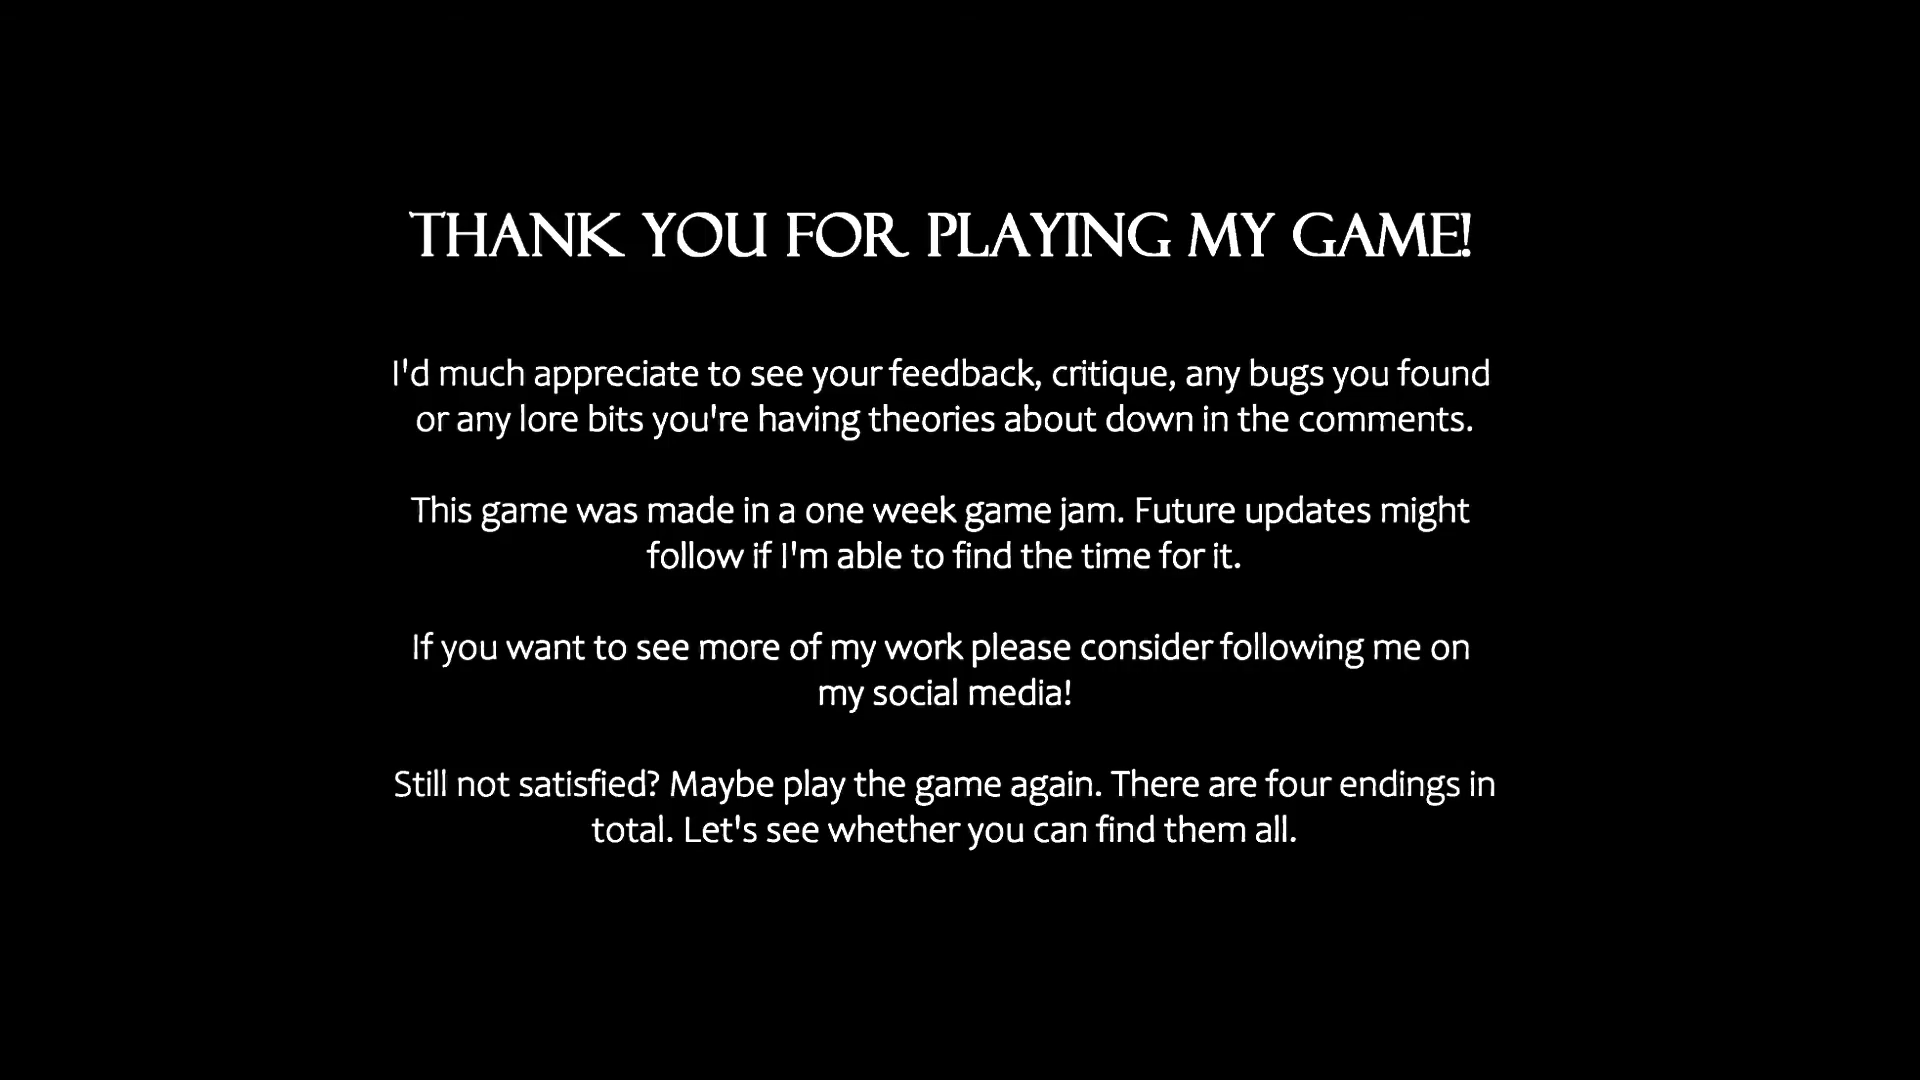 THANK YOU FOR PLAYING MY GAME!
I'd much appreciate to see your feedback, critique, any bugs you found
or any lore bits you're having theories about down in the comments.
This game was made in a one week game jam. Future updates might
follow if I'm able to find the time for it.
If you want to see more of my work please consider following me on
my social media!
Still not satisfied? Maybe play the game again. There are four endings in
total. Let's see whether you can find them all.